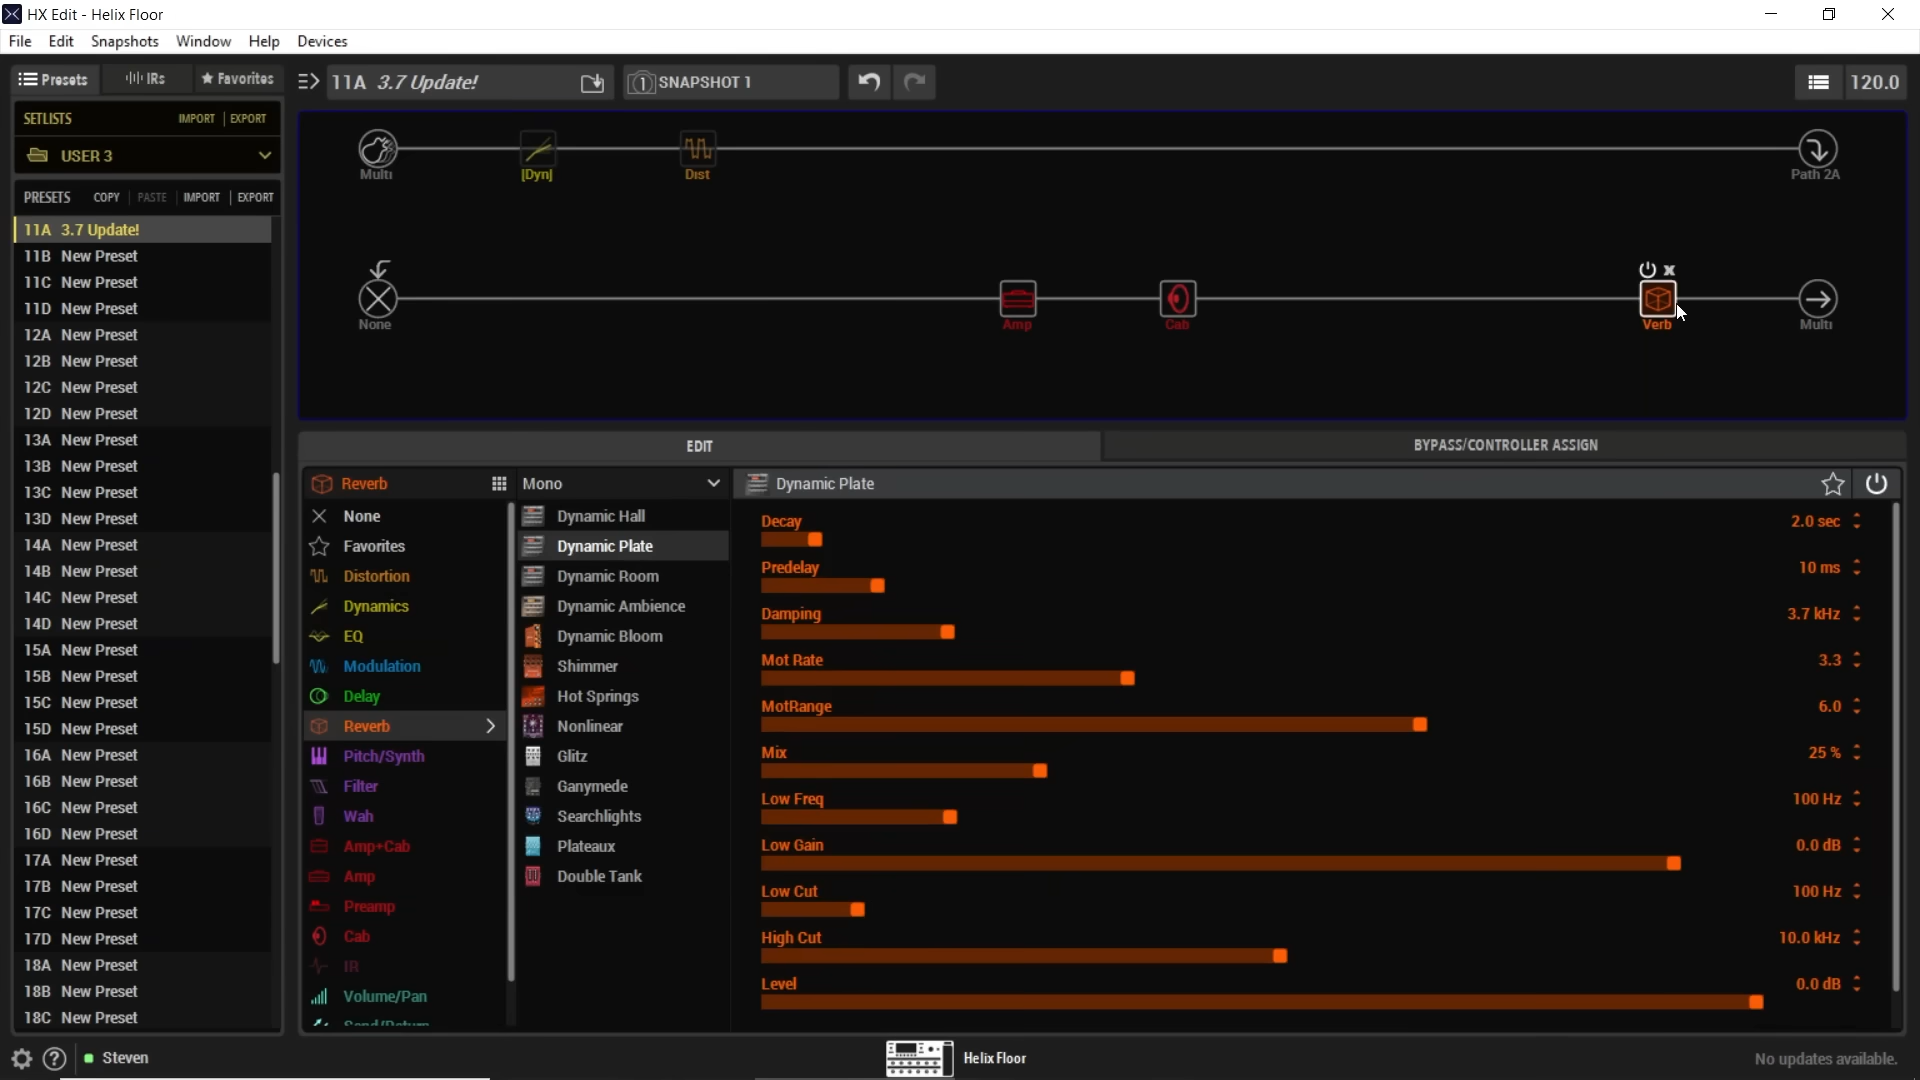 HX Edit - Helix Floor
File Edit Snapshots Window Help Devices
Presets IRs Favorites
11A 3.7 Update!
1 SNAPSHOT 1
120.0
SETLISTS IMPORT EXPORT
USER 3
PRESETS COPY PASTE IMPORT EXPORT
11A 3.7 Update!
11B New Preset
11C New Preset
11D New Preset
12A New Preset
12B New Preset
12C New Preset
12D New Preset
13A New Preset
13B New Preset
13C New Preset
13D New Preset
14A New Preset
14B New Preset
14C New Preset
14D New Preset
15A New Preset
15B New Preset
15C New Preset
15D New Preset
16A New Preset
16B New Preset
16C New Preset
16D New Preset
17A New Preset
17B New Preset
17C New Preset
17D New Preset
18A New Preset
18B New Preset
18C New Preset
Multi [Dyn] Dist Path 2A
None Amp Cab Verb Multi
EDIT BYPASS/CONTROLLER ASSIGN
Reverb
None
Favorites
Distortion
Dynamics
EQ
Modulation
Delay
Reverb
Pitch/Synth
Filter
Wah
Amp+Cab
Amp
Preamp
Cab
IR
Volume/Pan
Send/Return
Mono
Dynamic Hall
Dynamic Plate
Dynamic Room
Dynamic Ambience
Dynamic Bloom
Shimmer
Hot Springs
Nonlinear
Glitz
Ganymede
Searchlights
Plateaux
Double Tank
Dynamic Plate
Decay 2.0 sec
Predelay 10 ms
Damping 3.7 kHz
Mot Rate 3.3
MotRange 6.0
Mix 25 %
Low Freq 100 Hz
Low Gain 0.0 dB
Low Cut 100 Hz
High Cut 10.0 kHz
Level 0.0 dB
? Steven
Helix Floor
No updates available.